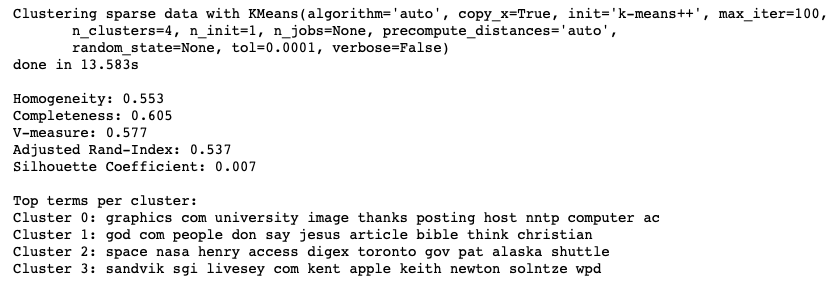 Clustering sparse data with KMeans(algorithm='auto', copy_x=True, init='k-means++', max_iter=100,
n_clusters=4, n_init=1, n_jobs=None, precompute_distances='auto',
random_state=None, tol=0.0001, verbose=False)
done in 13.583s
Homogeneity: 0.553
Completeness: 0.605
V-measure: 0.577
Adjusted Rand-Index: 0.537
Silhouette Coefficient: 0.007
Top terms per cluster:
Cluster 0: graphics com university image thanks posting host nntp computer ac
Cluster 1: god com people don say jesus article bible think christian
Cluster 2: space nasa henry access digex toronto gov pat alaska shuttle
Cluster 3: sandvik sgi livesey com kent apple keith newton solntze wpd